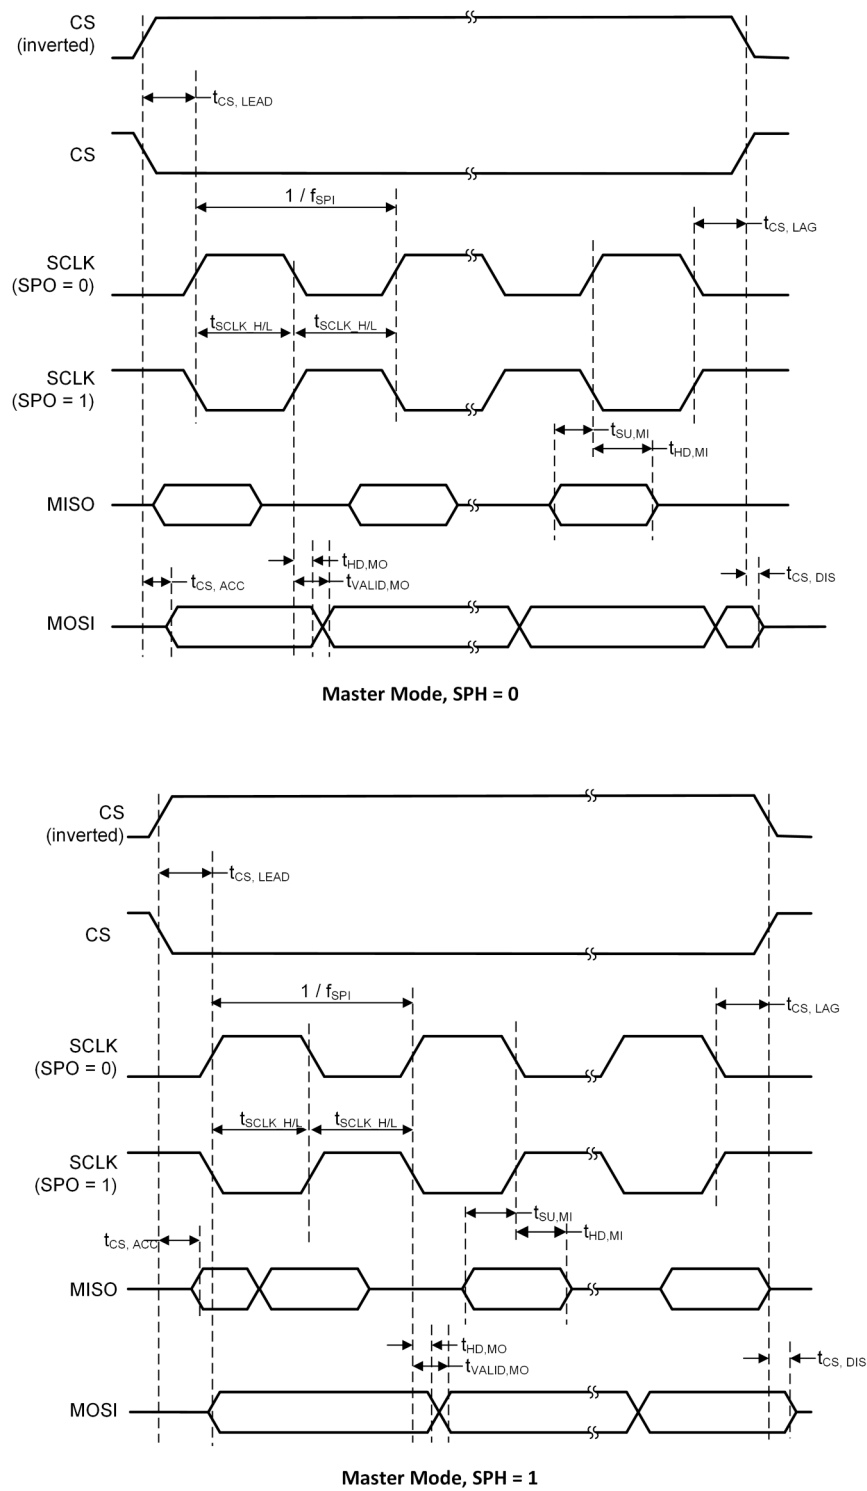 CS
(inverted)
tCS, LEAD
CS
1 / fSPI
tCS, LAG
SCLK
(SPO = 0)
tSCLK_H/L tSCLK_H/L
SCLK
(SPO = 1)
tSU,MI
tHD,MI
MISO
tHD,MO
tCS, ACC tVALID,MO tCS, DIS
MOSI
Master Mode, SPH = 0
CS
(inverted)
tCS, LEAD
CS
1 / fSPI
tCS, LAG
SCLK
(SPO = 0)
tSCLK_H/L tSCLK_H/L
SCLK
(SPO = 1)
tSU,MI
tCS, ACC tHD,MI
MISO
tHD,MO
tVALID,MO tCS, DIS
MOSI
Master Mode, SPH = 1